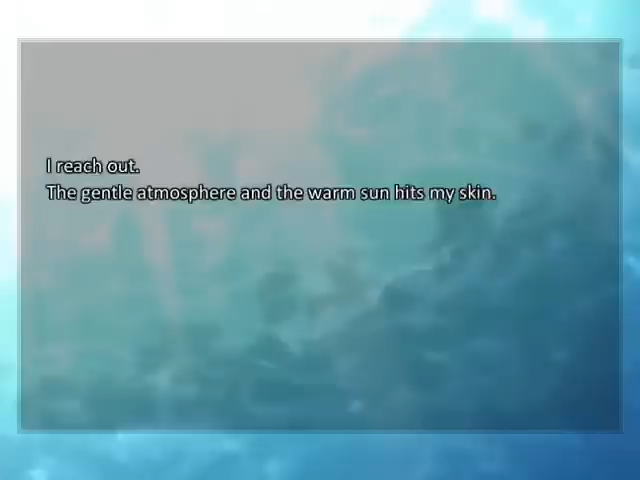 I reach out.
The gentle atmosphere and the warm sun hits my skin.